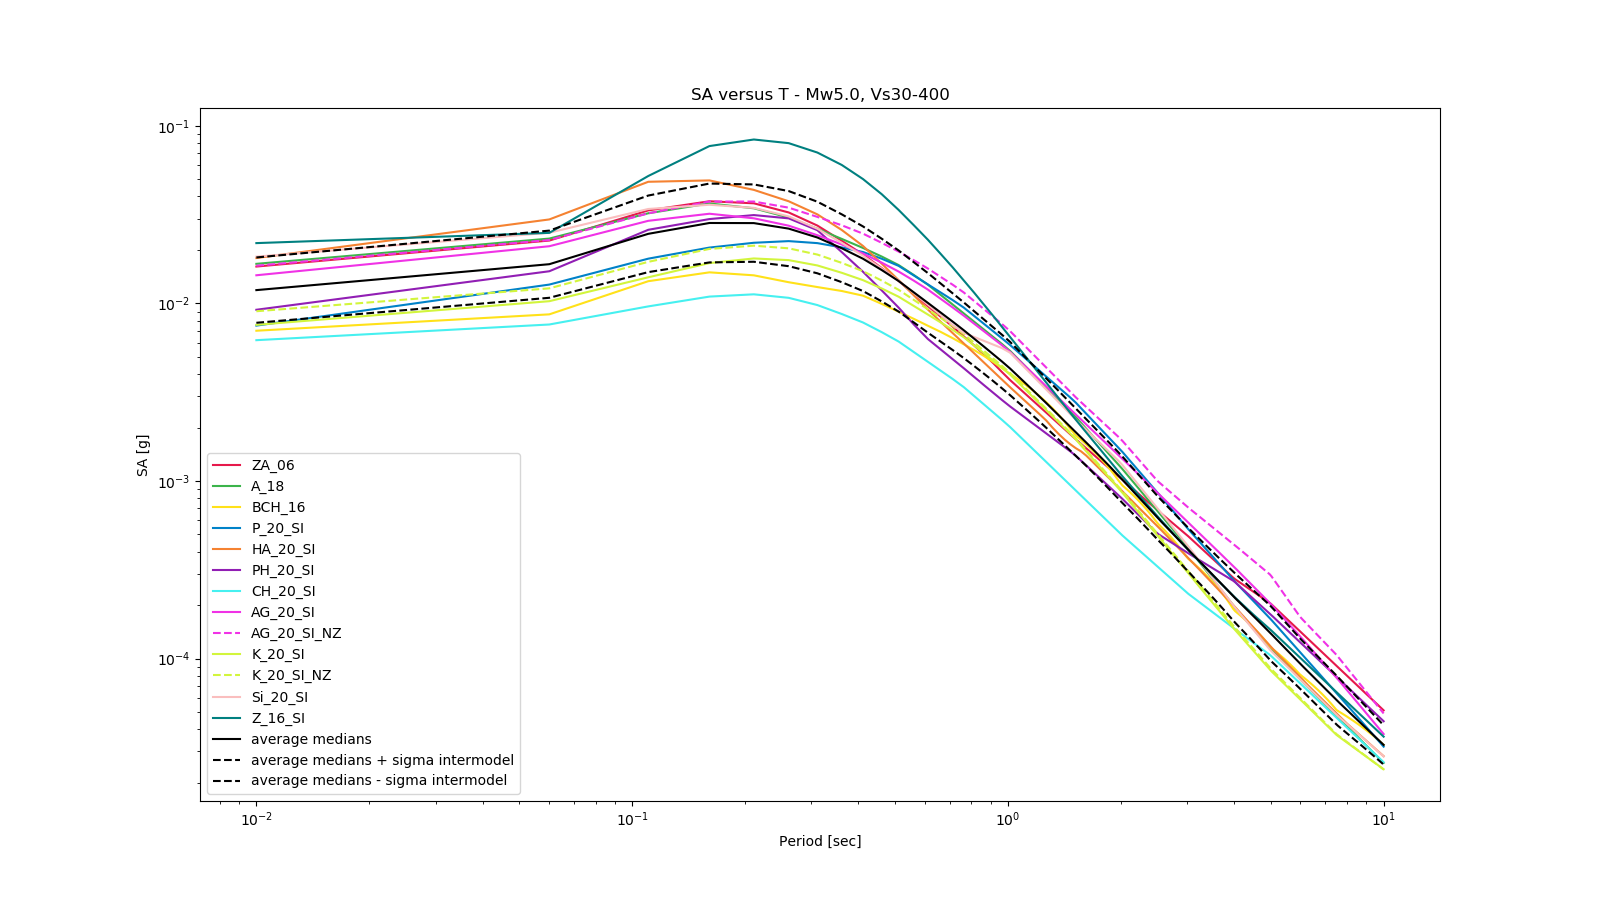 SA versus T - Mw5.0, Vs30-400
10⁻¹
10⁻²
10⁻³
10⁻⁴
SA [g]
ZA_06
A_18
BCH_16
P_20_SI
HA_20_SI
PH_20_SI
CH_20_SI
AG_20_SI
AG_20_SI_NZ
K_20_SI
K_20_SI_NZ
Si_20_SI
Z_16_SI
average medians
average medians + sigma intermodel
average medians - sigma intermodel
10⁻² 10⁻¹ 10⁰ 10¹
Period [sec]